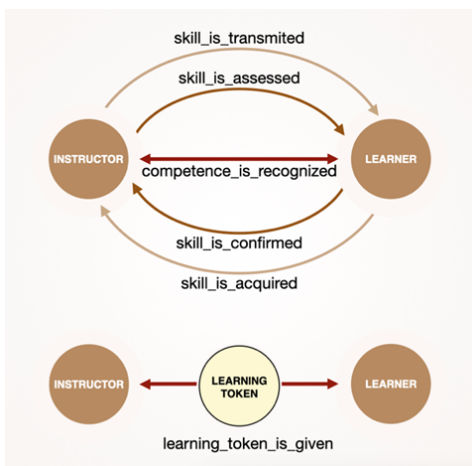 skill_is_transmited
skill_is_assessed
INSTRUCTOR
LEARNER
competence_is_recognized
skill_is_confirmed
skill_is_acquired
INSTRUCTOR
LEARNING
TOKEN
LEARNER
learning_token_is_given